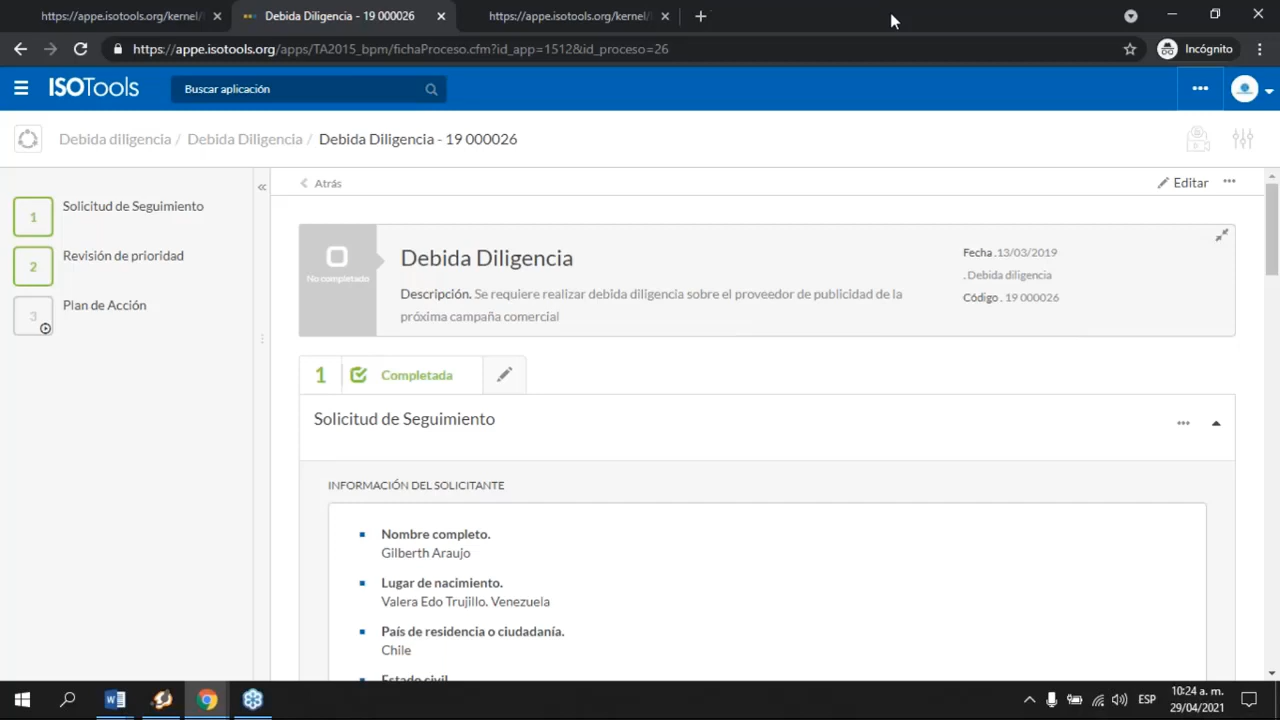 https://appe.isotools.org/kernel/
Debida Diligencia - 19 000026
https://appe.isotools.org/kernel/
https://appe.isotools.org/apps/TA2015_bpm/fichaProceso.cfm?id_app=1512&id_proceso=26
Incógnito
ISOTools
Buscar aplicación
Debida diligencia / Debida Diligencia / Debida Diligencia - 19 000026
Atrás
Editar
1 Solicitud de Seguimiento
2 Revisión de prioridad
3 Plan de Acción
No completado
Debida Diligencia
Descripción. Se requiere realizar debida diligencia sobre el proveedor de publicidad de la
próxima campaña comercial
Fecha .13/03/2019
. Debida diligencia
Código . 19 000026
1 Completada
Solicitud de Seguimiento
INFORMACIÓN DEL SOLICITANTE
Nombre completo.
Gilberth Araujo
Lugar de nacimiento.
Valera Edo Trujillo. Venezuela
País de residencia o ciudadanía.
Chile
Estado civil.
ESP
10:24 a. m.
29/04/2021